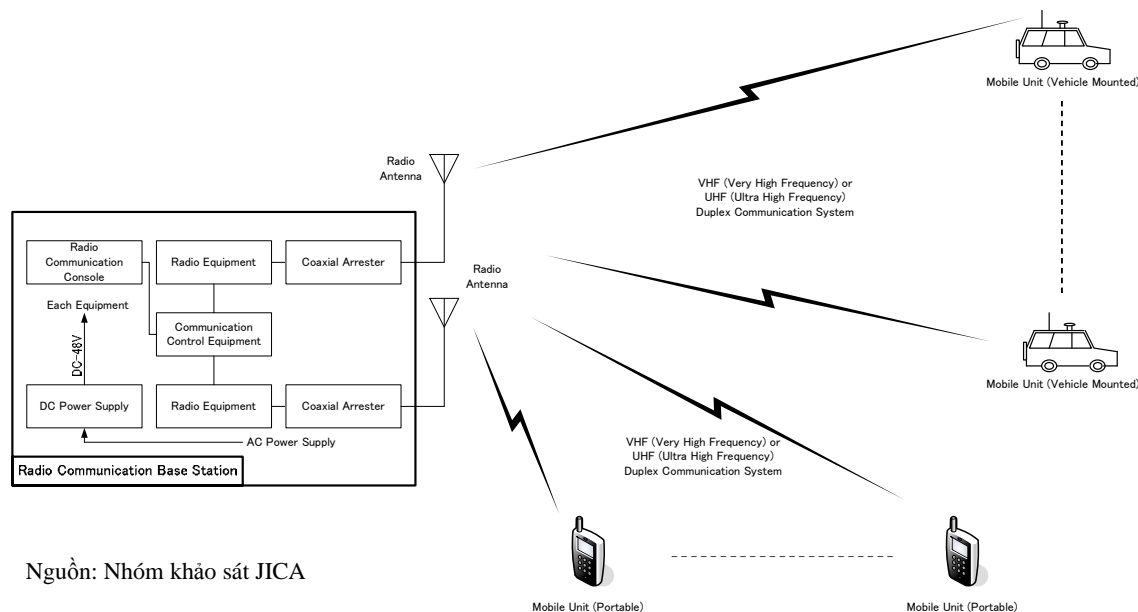 Mobile Unit (Vehicle Mounted)
Radio
Antenna
VHF (Very High Frequency) or
UHF (Ultra High Frequency)
Duplex Communication System
Radio
Communication
Console
Radio Equipment
Coaxial Arrester
Radio
Antenna
Each Equipment
Communication
Control Equipment
DC-48V
Mobile Unit (Vehicle Mounted)
DC Power Supply
Radio Equipment
Coaxial Arrester
AC Power Supply
VHF (Very High Frequency) or
UHF (Ultra High Frequency)
Duplex Communication System
Radio Communication Base Station
Nguồn: Nhóm khảo sát JICA
Mobile Unit (Portable)
Mobile Unit (Portable)